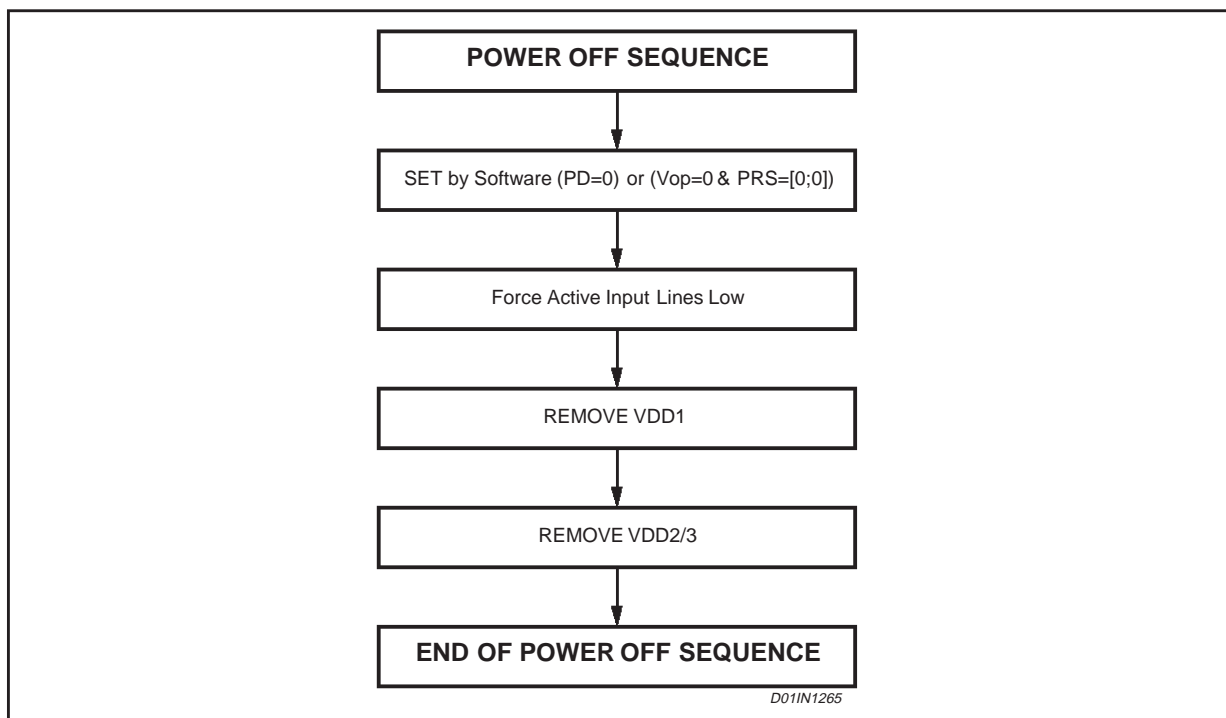 POWER OFF SEQUENCE
SET by Software (PD=0) or (Vop=0 & PRS=[0;0])
Force Active Input Lines Low
REMOVE VDD1
REMOVE VDD2/3
END OF POWER OFF SEQUENCE
D01IN1265